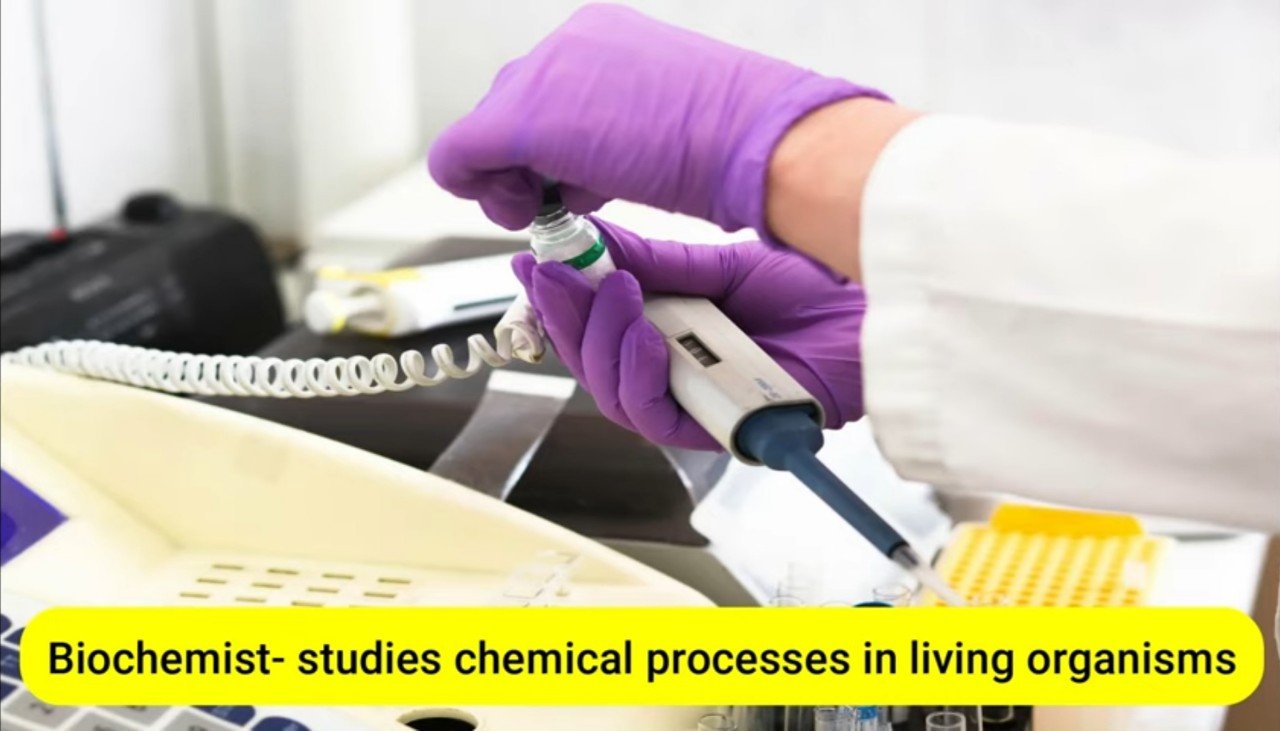 Biochemist- studies chemical processes in living organisms